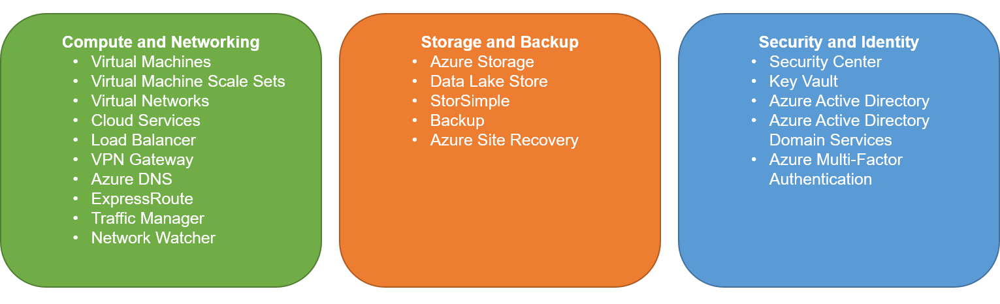 Compute and Networking
• Virtual Machines
• Virtual Machine Scale Sets
• Virtual Networks
• Cloud Services
• Load Balancer
• VPN Gateway
• Azure DNS
• ExpressRoute
• Traffic Manager
• Network Watcher
Storage and Backup
• Azure Storage
• Data Lake Store
• StorSimple
• Backup
• Azure Site Recovery
Security and Identity
• Security Center
• Key Vault
• Azure Active Directory
• Azure Active Directory
Domain Services
• Azure Multi-Factor
Authentication